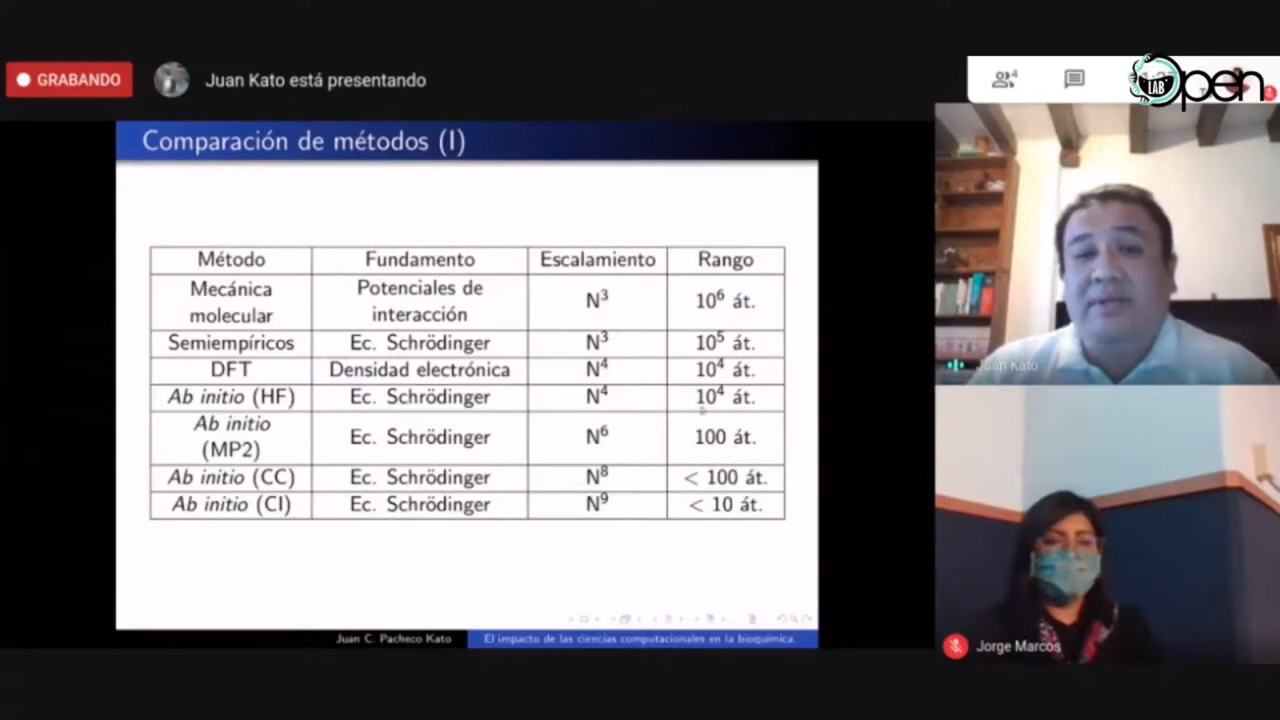 GRABANDO
Juan Kato está presentando
4
LAB
Open
Comparación de métodos (I)
Método Fundamento Escalamiento Rango
Mecánica molecular Potenciales de interacción N³ 10⁶ át.
Semiempíricos Ec. Schrödinger N³ 10⁵ át.
DFT Densidad electrónica N⁴ 10⁴ át.
Ab initio (HF) Ec. Schrödinger N⁴ 10⁴ át.
Ab initio (MP2) Ec. Schrödinger N⁶ 100 át.
Ab initio (CC) Ec. Schrödinger N⁸ < 100 át.
Ab initio (CI) Ec. Schrödinger N⁹ < 10 át.
Juan C. Pacheco Kato
El impacto de las ciencias computacionales en la bioquímica.
Juan Kato
Jorge Marcos